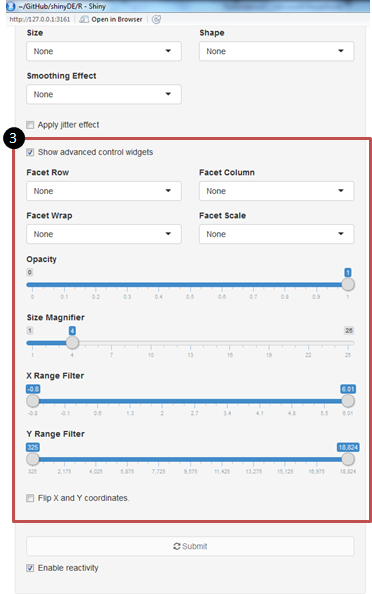 ~/GitHub/shinyDE/R - Shiny
http://127.0.0.1:3161 Open in Browser
Size Shape
None None
Smoothing Effect
None
Apply jitter effect
3
Show advanced control widgets
Facet Row Facet Column
None None
Facet Wrap Facet Scale
None None
Opacity
0 1
0 0.1 0.2 0.3 0.4 0.5 0.6 0.7 0.8 0.9 1
Size Magnifier
1 4 25
1 4 7 10 13 16 19 22 25
X Range Filter
-0.8 6.01
-0.8 -0.1 0.6 1.3 2 2.7 3.4 4.1 4.8 5.5 6.01
Y Range Filter
325 18,824
325 2,175 4,025 5,875 7,725 9,575 11,425 13,275 15,125 16,975 18,824
Flip X and Y coordinates.
Submit
Enable reactivity